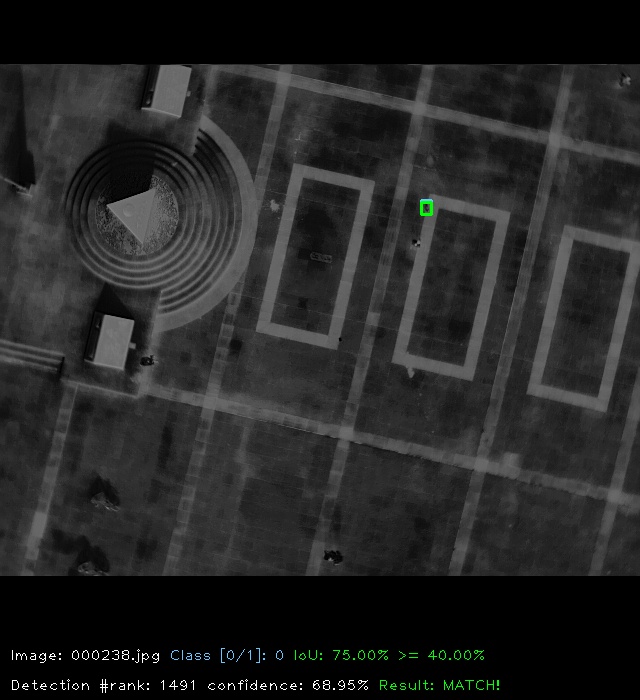 Image: 000238.jpg Class [0/1]: 0 IoU: 75.00% >= 40.00%
Detection #rank: 1491 confidence: 68.95% Result: MATCH!